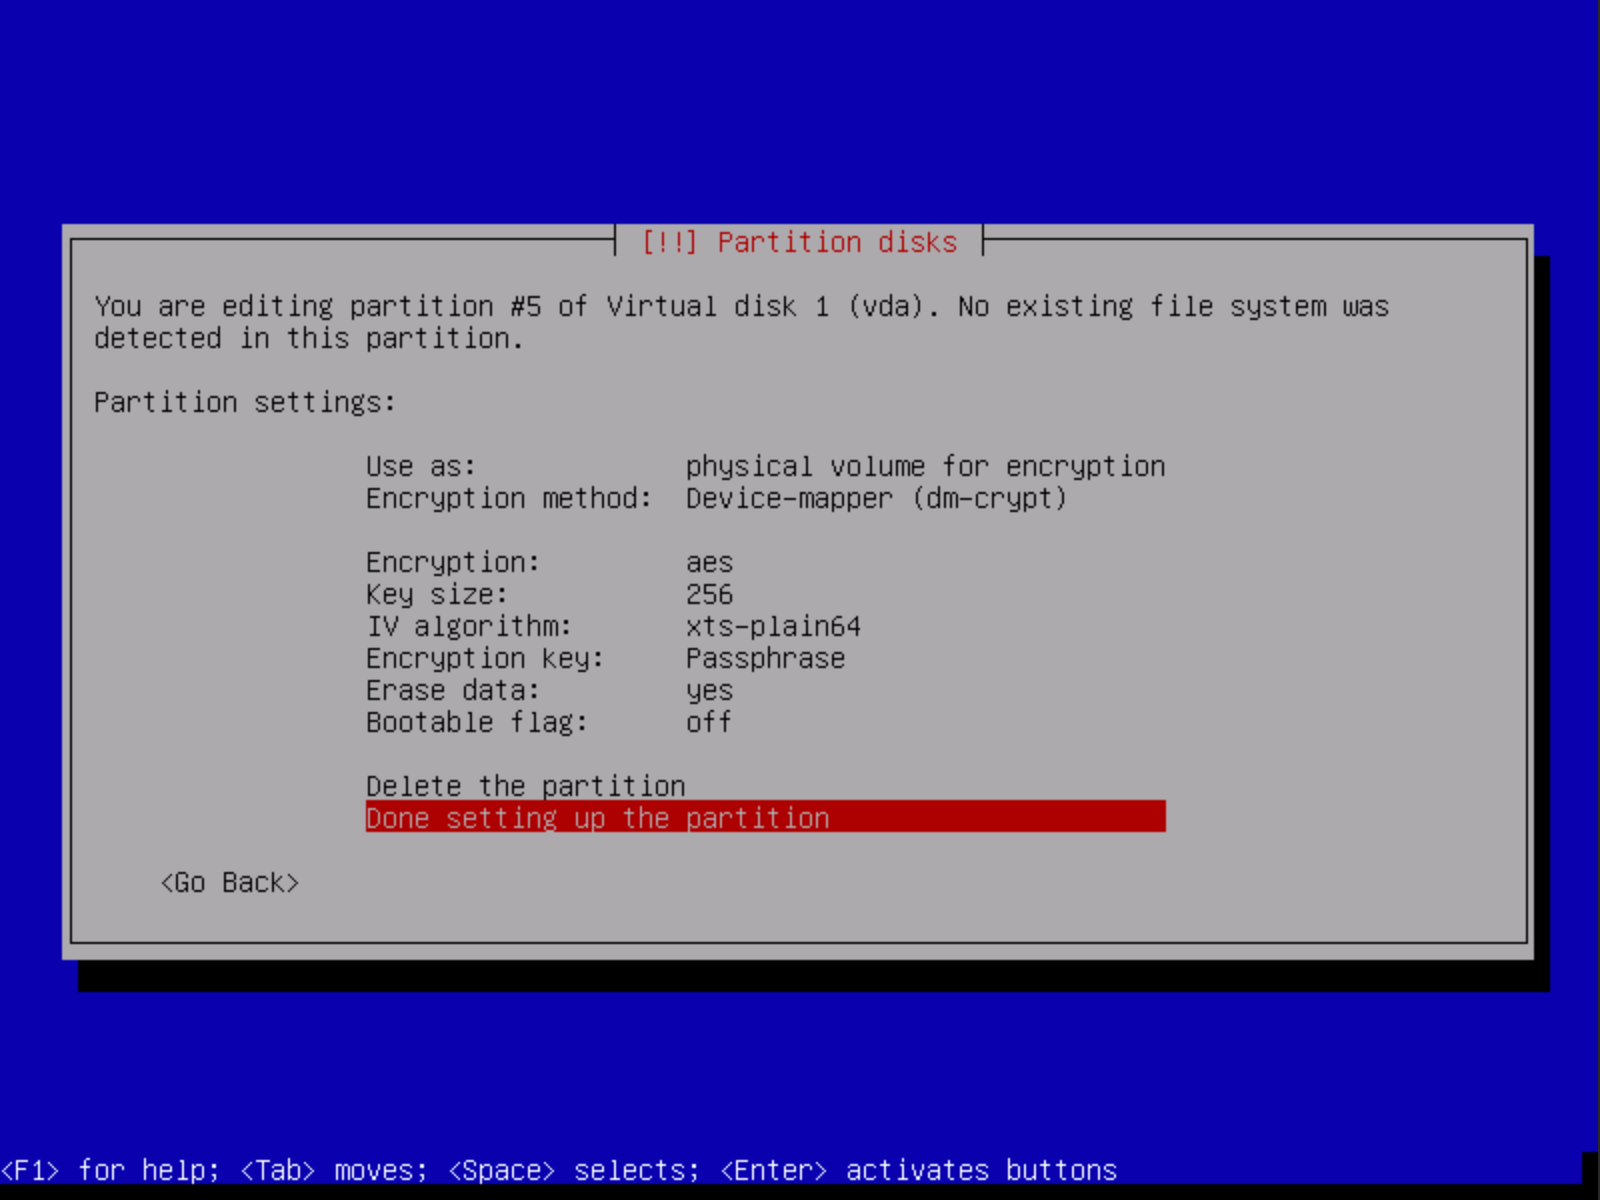 [!!] Partition disks
You are editing partition #5 of Virtual disk 1 (vda). No existing file system was
detected in this partition.
Partition settings:
Use as: physical volume for encryption
Encryption method: Device-mapper (dm-crypt)
Encryption: aes
Key size: 256
IV algorithm: xts-plain64
Encryption key: Passphrase
Erase data: yes
Bootable flag: off
Delete the partition
Done setting up the partition
<Go Back>
<F1> for help; <Tab> moves; <Space> selects; <Enter> activates buttons